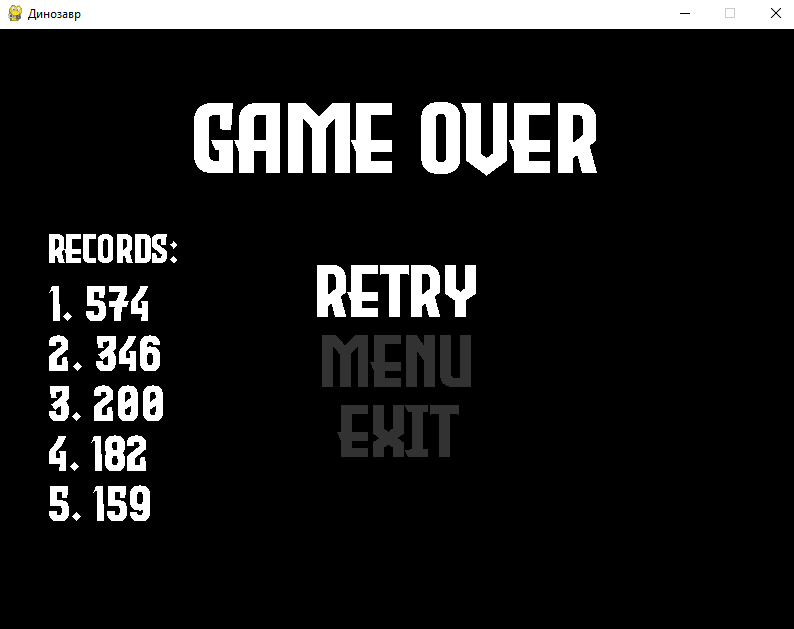 Динозавр
GAME OVER
RECORDS:
1. 574
2. 346
3. 200
4. 182
5. 159
RETRY
MENU
EXIT